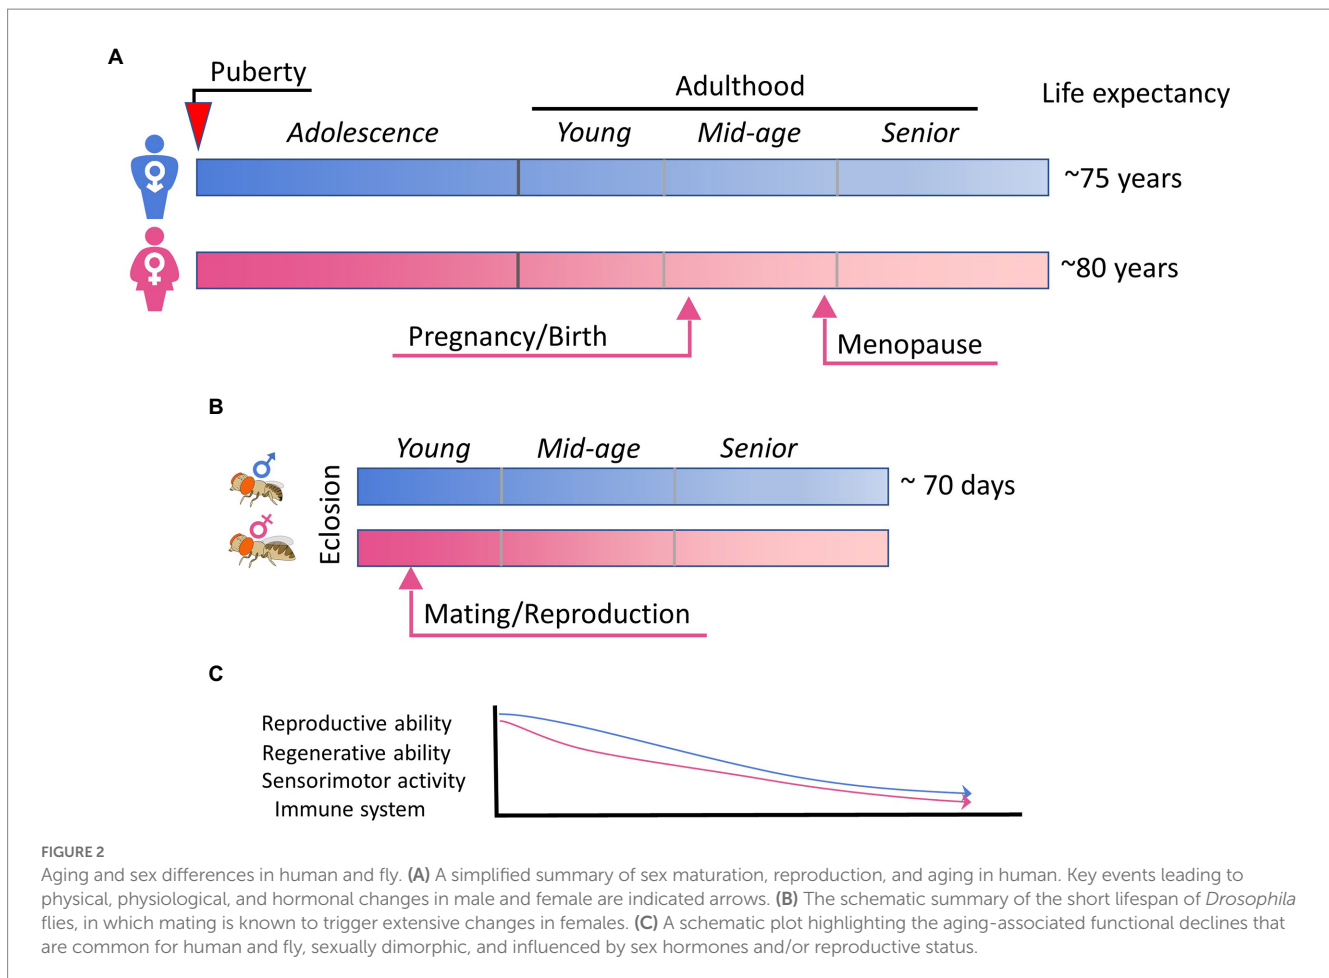 A
Puberty
Adulthood
Life expectancy
Adolescence
Young
Mid-age
Senior
~75 years
~80 years
Pregnancy/Birth
Menopause
B
Young
Mid-age
Senior
Eclosion
~ 70 days
Mating/Reproduction
C
Reproductive ability
Regenerative ability
Sensorimotor activity
Immune system
FIGURE 2
Aging and sex differences in human and fly. (A) A simplified summary of sex maturation, reproduction, and aging in human. Key events leading to
physical, physiological, and hormonal changes in male and female are indicated arrows. (B) The schematic summary of the short lifespan of Drosophila
flies, in which mating is known to trigger extensive changes in females. (C) A schematic plot highlighting the aging-associated functional declines that
are common for human and fly, sexually dimorphic, and influenced by sex hormones and/or reproductive status.